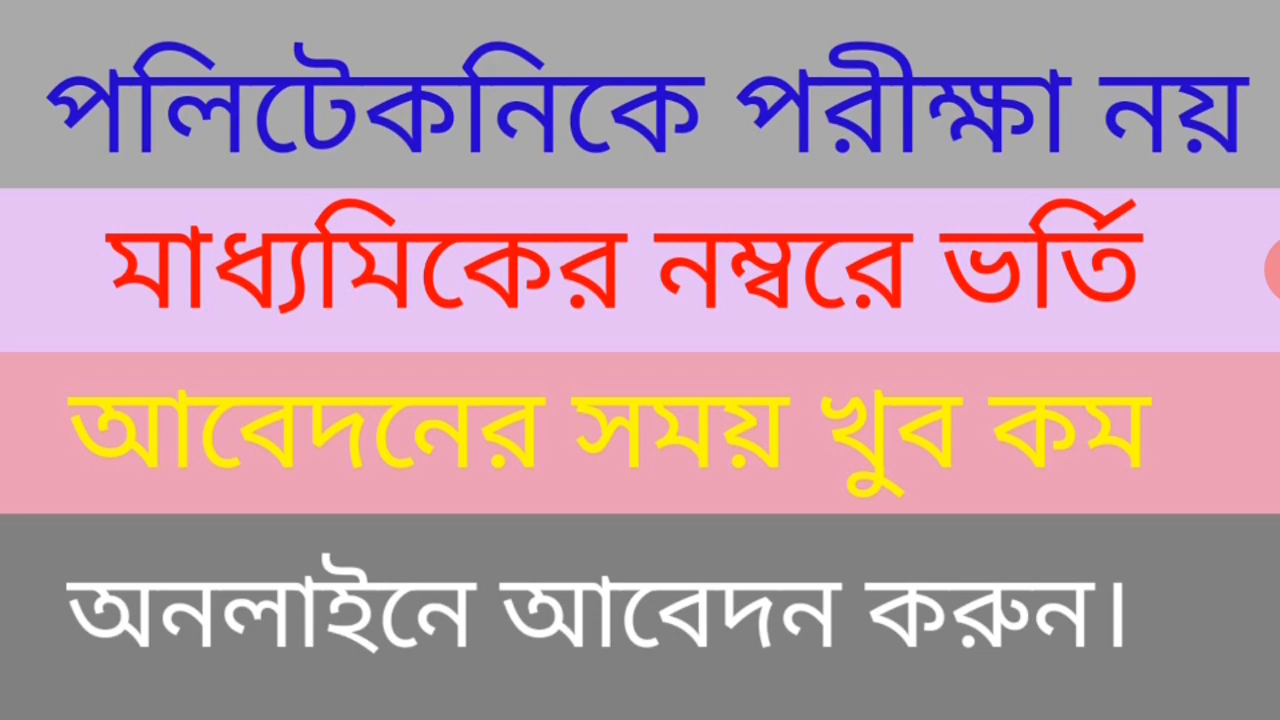 পলিটেকনিকে পরীক্ষা নয়
মাধ্যমিকের নম্বরে ভর্তি
আবেদনের সময় খুব কম
অনলাইনে আবেদন করুন।